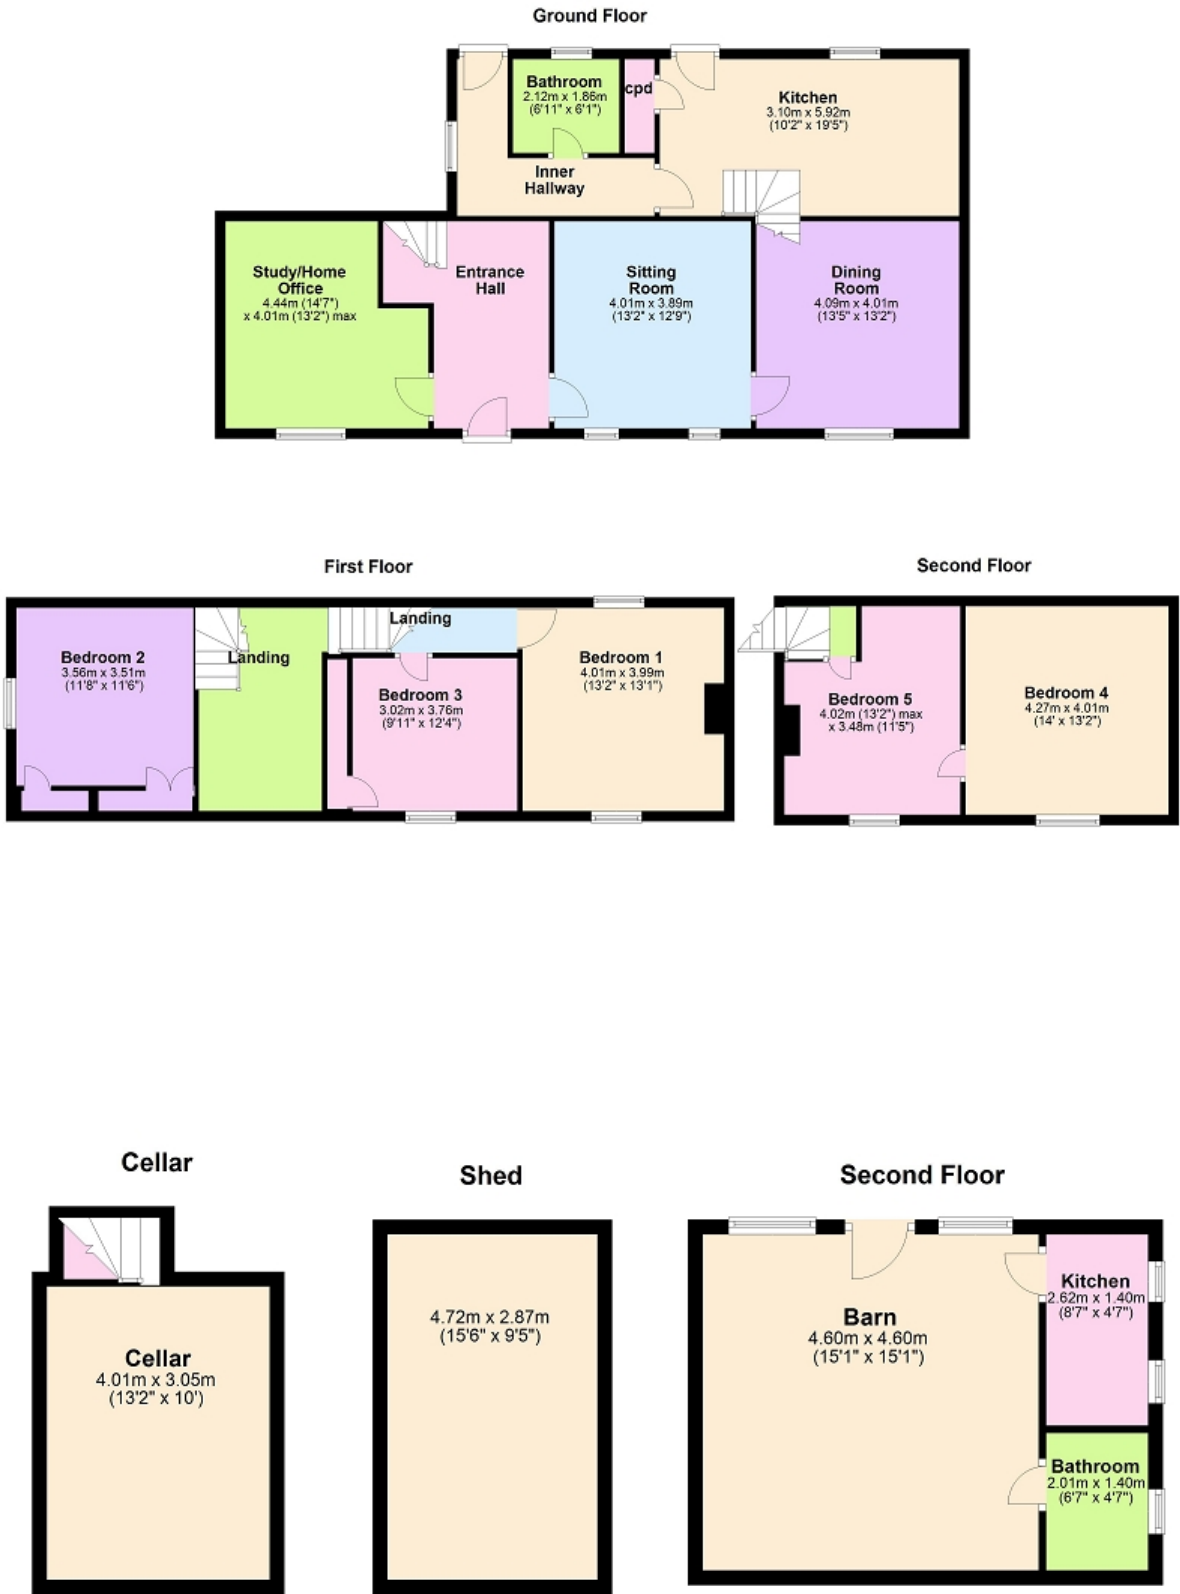 Ground Floor
Bathroom
2.12m x 1.86m
(6'11" x 6'1")
cpd
Kitchen
3.10m x 5.92m
(10'2" x 19'5")
Inner
Hallway
Study/Home
Office
4.44m (14'7")
x 4.01m (13'2") max
Entrance
Hall
Sitting
Room
4.01m x 3.89m
(13'2" x 12'9")
Dining
Room
4.09m x 4.01m
(13'5" x 13'2")
First Floor
Bedroom 2
3.56m x 3.51m
(11'8" x 11'6")
Landing
Landing
Bedroom 3
3.02m x 3.76m
(9'11" x 12'4")
Bedroom 1
4.01m x 3.99m
(13'2" x 13'1")
Second Floor
Bedroom 5
4.02m (13'2") max
x 3.48m (11'5")
Bedroom 4
4.27m x 4.01m
(14' x 13'2")
Cellar
Cellar
4.01m x 3.05m
(13'2" x 10')
Shed
4.72m x 2.87m
(15'6" x 9'5")
Second Floor
Barn
4.60m x 4.60m
(15'1" x 15'1")
Kitchen
2.62m x 1.40m
(8'7" x 4'7")
Bathroom
2.01m x 1.40m
(6'7" x 4'7")